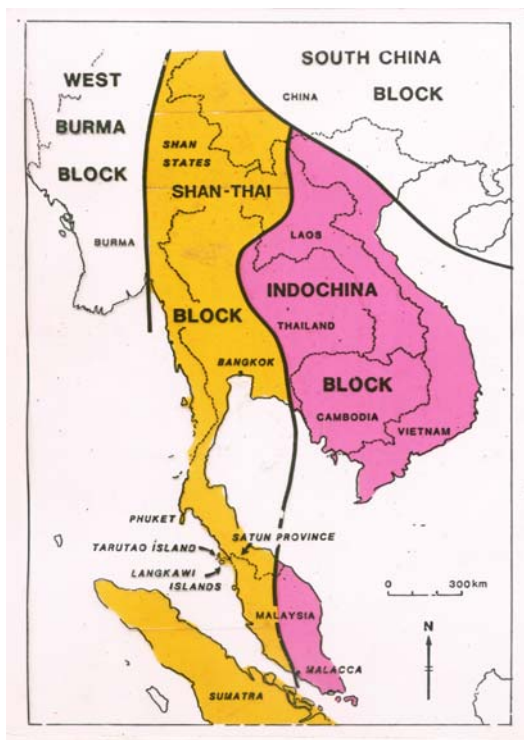 SOUTH CHINA
BLOCK
WEST
BURMA
BLOCK
CHINA
SHAN
STATES
SHAN-THAI
BURMA
LAOS
INDOCHINA
BLOCK
THAILAND
BANGKOK
BLOCK
CAMBODIA
VIETNAM
PHUKET
SATUN PROVINCE
TARUTAO ISLAND
LANGKAWI
ISLANDS
0 300km
MALAYSIA
N
MALACCA
SUMATRA